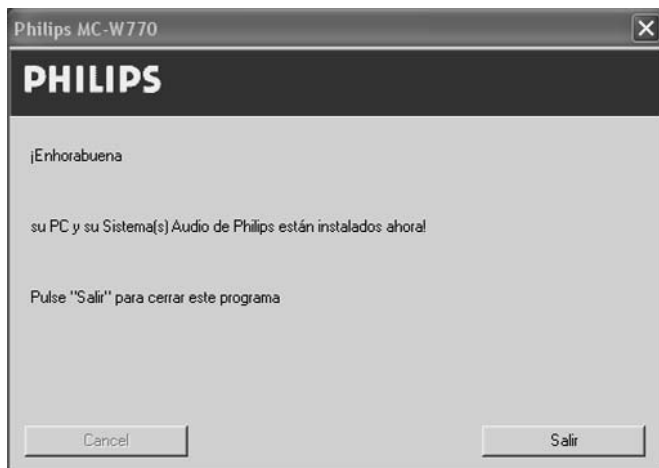 Philips MC-W770
PHILIPS
¡Enhorabuena
su PC y su Sistema(s) Audio de Philips están instalados ahora!
Pulse "Salir" para cerrar este programa
Cancel
Salir